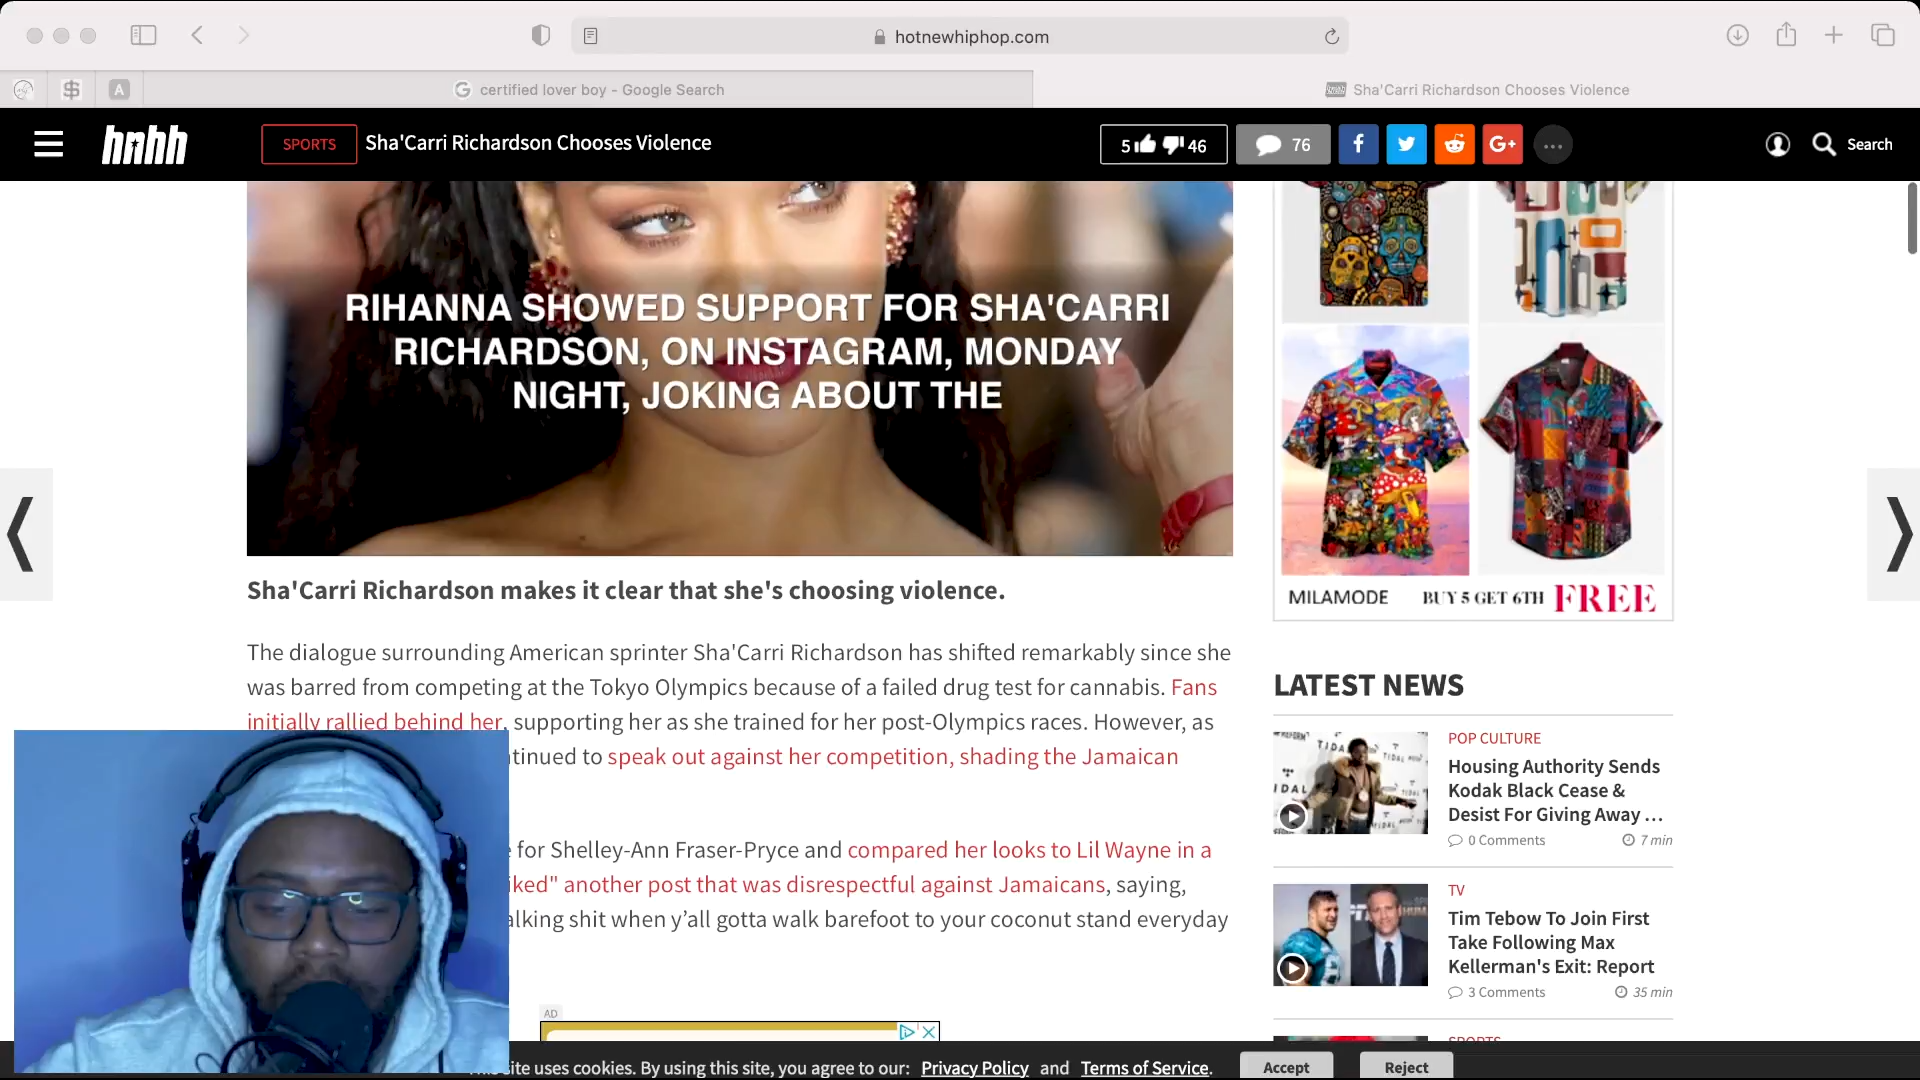 hotnewhiphop.com
A
certified lover boy - Google Search
Sha'Carri Richardson Chooses Violence
hnhh
SPORTS
Sha'Carri Richardson Chooses Violence
5
46
76
G+
Search
RIHANNA SHOWED SUPPORT FOR SHA'CARRI
RICHARDSON, ON INSTAGRAM, MONDAY
NIGHT, JOKING ABOUT THE
MILAMODE BUY 5 GET 6TH FREE
Sha'Carri Richardson makes it clear that she's choosing violence.
The dialogue surrounding American sprinter Sha'Carri Richardson has shifted remarkably since she
was barred from competing at the Tokyo Olympics because of a failed drug test for cannabis. Fans
initially rallied behind her, supporting her as she trained for her post-Olympics races. However, as
tinued to speak out against her competition, shading the Jamaican
for Shelley-Ann Fraser-Pryce and compared her looks to Lil Wayne in a
iked" another post that was disrespectful against Jamaicans, saying,
alking shit when y'all gotta walk barefoot to your coconut stand everyday
AD
LATEST NEWS
POP CULTURE
Housing Authority Sends
Kodak Black Cease &
Desist For Giving Away ...
0 Comments 7 min
TIDAL
TV
Tim Tebow To Join First
Take Following Max
Kellerman's Exit: Report
3 Comments 35 min
SPORTS
site uses cookies. By using this site, you agree to our: Privacy Policy and Terms of Service.
Accept
Reject